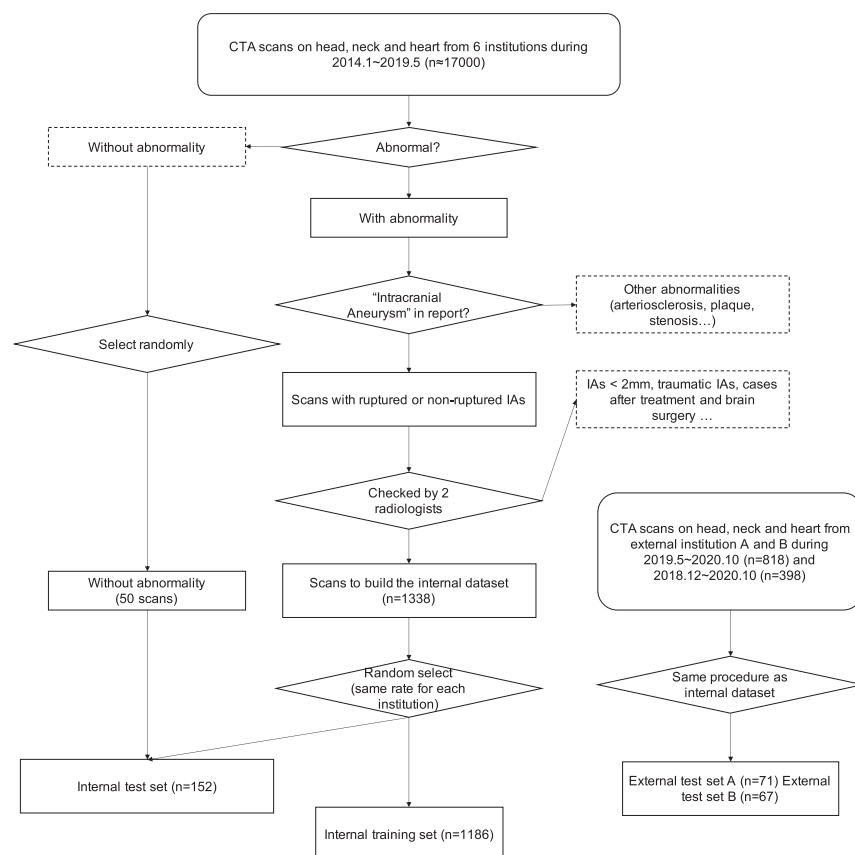 CTA scans on head, neck and heart from 6 institutions during
2014.1~2019.5 (n≈17000)
Without abnormality
Abnormal?
With abnormality
“Intracranial
Aneurysm” in report?
Other abnormalities
(arteriosclerosis, plaque,
stenosis…)
Select randomly
Scans with ruptured or non-ruptured IAs
IAs < 2mm, traumatic IAs, cases
after treatment and brain
surgery …
Checked by 2
radiologists
CTA scans on head, neck and heart from
external institution A and B during
2019.5~2020.10 (n=818) and
2018.12~2020.10 (n=398)
Without abnormality
(50 scans)
Scans to build the internal dataset
(n=1338)
Random select
(same rate for each
institution)
Same procedure as
internal dataset
Internal test set (n=152)
External test set A (n=71) External
test set B (n=67)
Internal training set (n=1186)